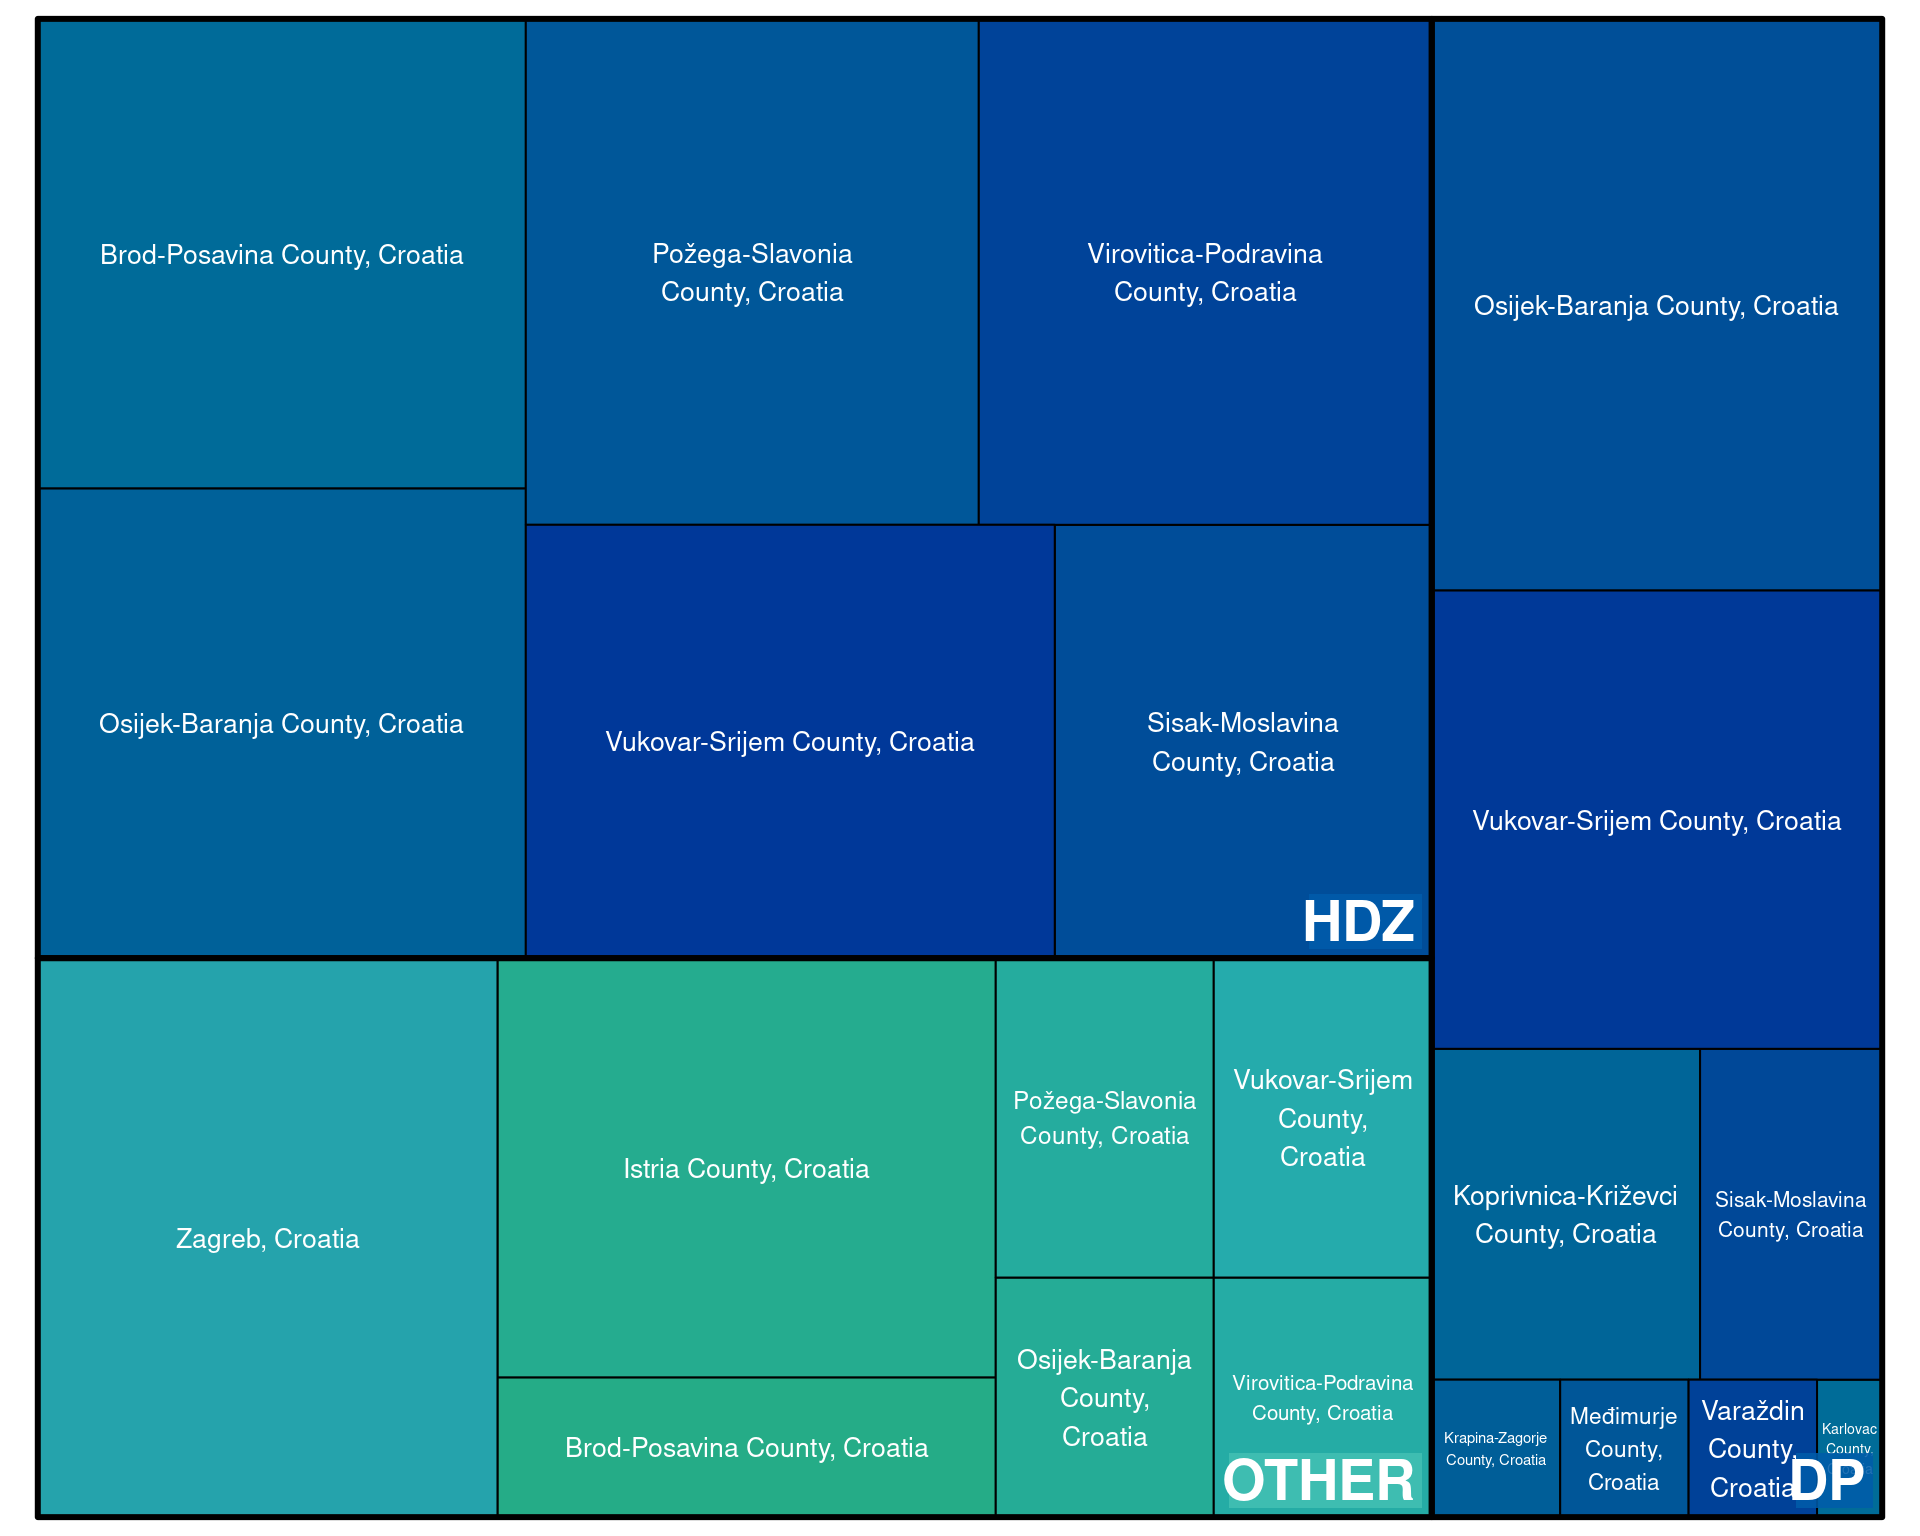 Brod-Posavina County, Croatia
Požega-Slavonia
County, Croatia
Virovitica-Podravina
County, Croatia
Osijek-Baranja County, Croatia
Vukovar-Srijem County, Croatia
Sisak-Moslavina
County, Croatia
HDZ
Osijek-Baranja County, Croatia
Vukovar-Srijem County, Croatia
Koprivnica-Križevci
County, Croatia
Sisak-Moslavina
County, Croatia
Krapina-Zagorje
County, Croatia
Međimurje
County,
Croatia
Varaždin
County,
Croatia
Karlovac
County,
DP
Zagreb, Croatia
Istria County, Croatia
Brod-Posavina County, Croatia
Požega-Slavonia
County, Croatia
Vukovar-Srijem
County,
Croatia
Osijek-Baranja
County,
Croatia
Virovitica-Podravina
County, Croatia
OTHER